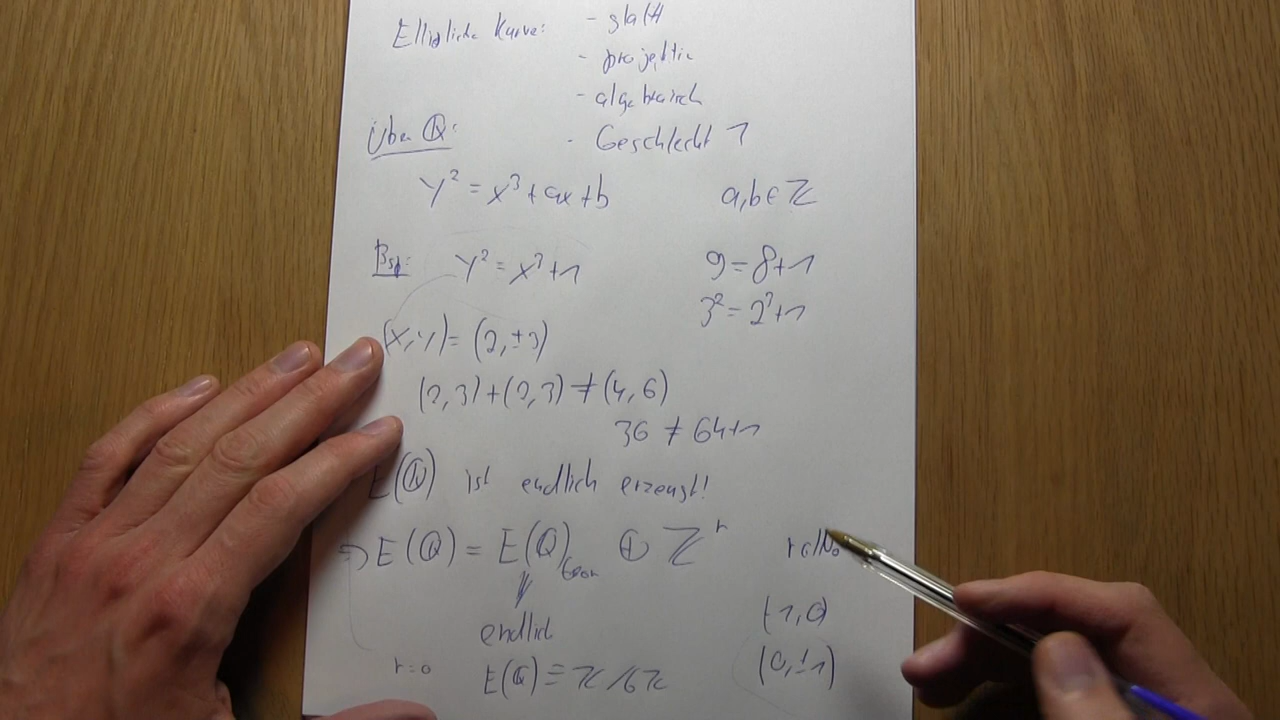 Elliptische Kurve: - glatt
- projektiv
- algebraisch
Über ℚ: - Geschlecht 1
y² = x³ + ax + b a, b ∈ ℤ
Bsp: y² = x³ + 1 9 = 8 + 1
3² = 2³ + 1
(x, y) = (2, ±3)
(2, 3) + (2, 3) ≠ (4, 6)
36 ≠ 64 + 1
E(ℚ) ist endlich erzeugt!
⇒ E(ℚ) = E(ℚ)tor ⊕ ℤ^r r ∈ ℕ₀
endlich (-1, 0)
r = 0 E(ℚ) ≅ ℤ/6ℤ (0, ±1)